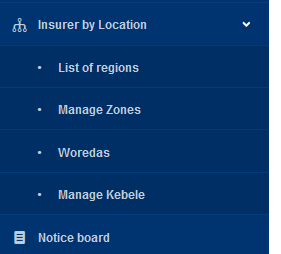 Insurer by Location
• List of regions
• Manage Zones
• Woredas
• Manage Kebele
Notice board